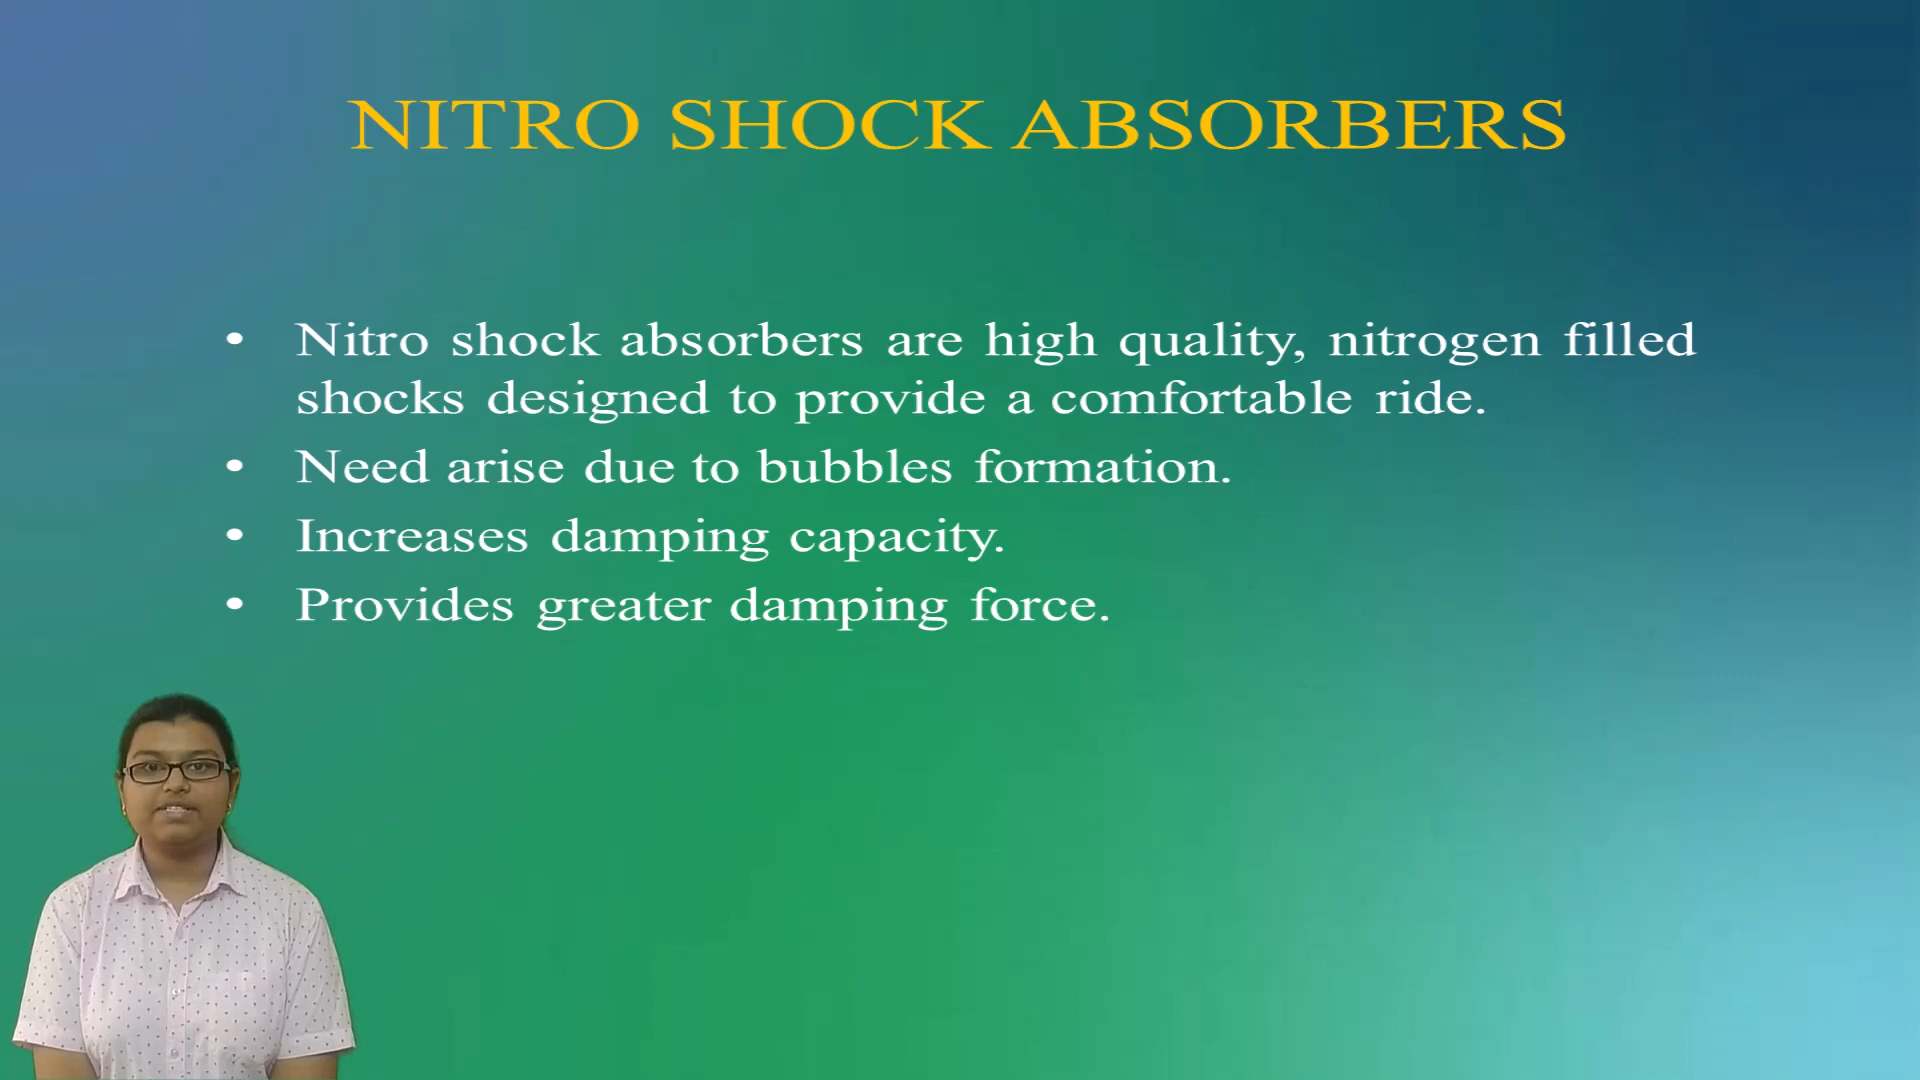 NITRO SHOCK ABSORBERS
• Nitro shock absorbers are high quality, nitrogen filled
shocks designed to provide a comfortable ride.
• Need arise due to bubbles formation.
• Increases damping capacity.
• Provides greater damping force.